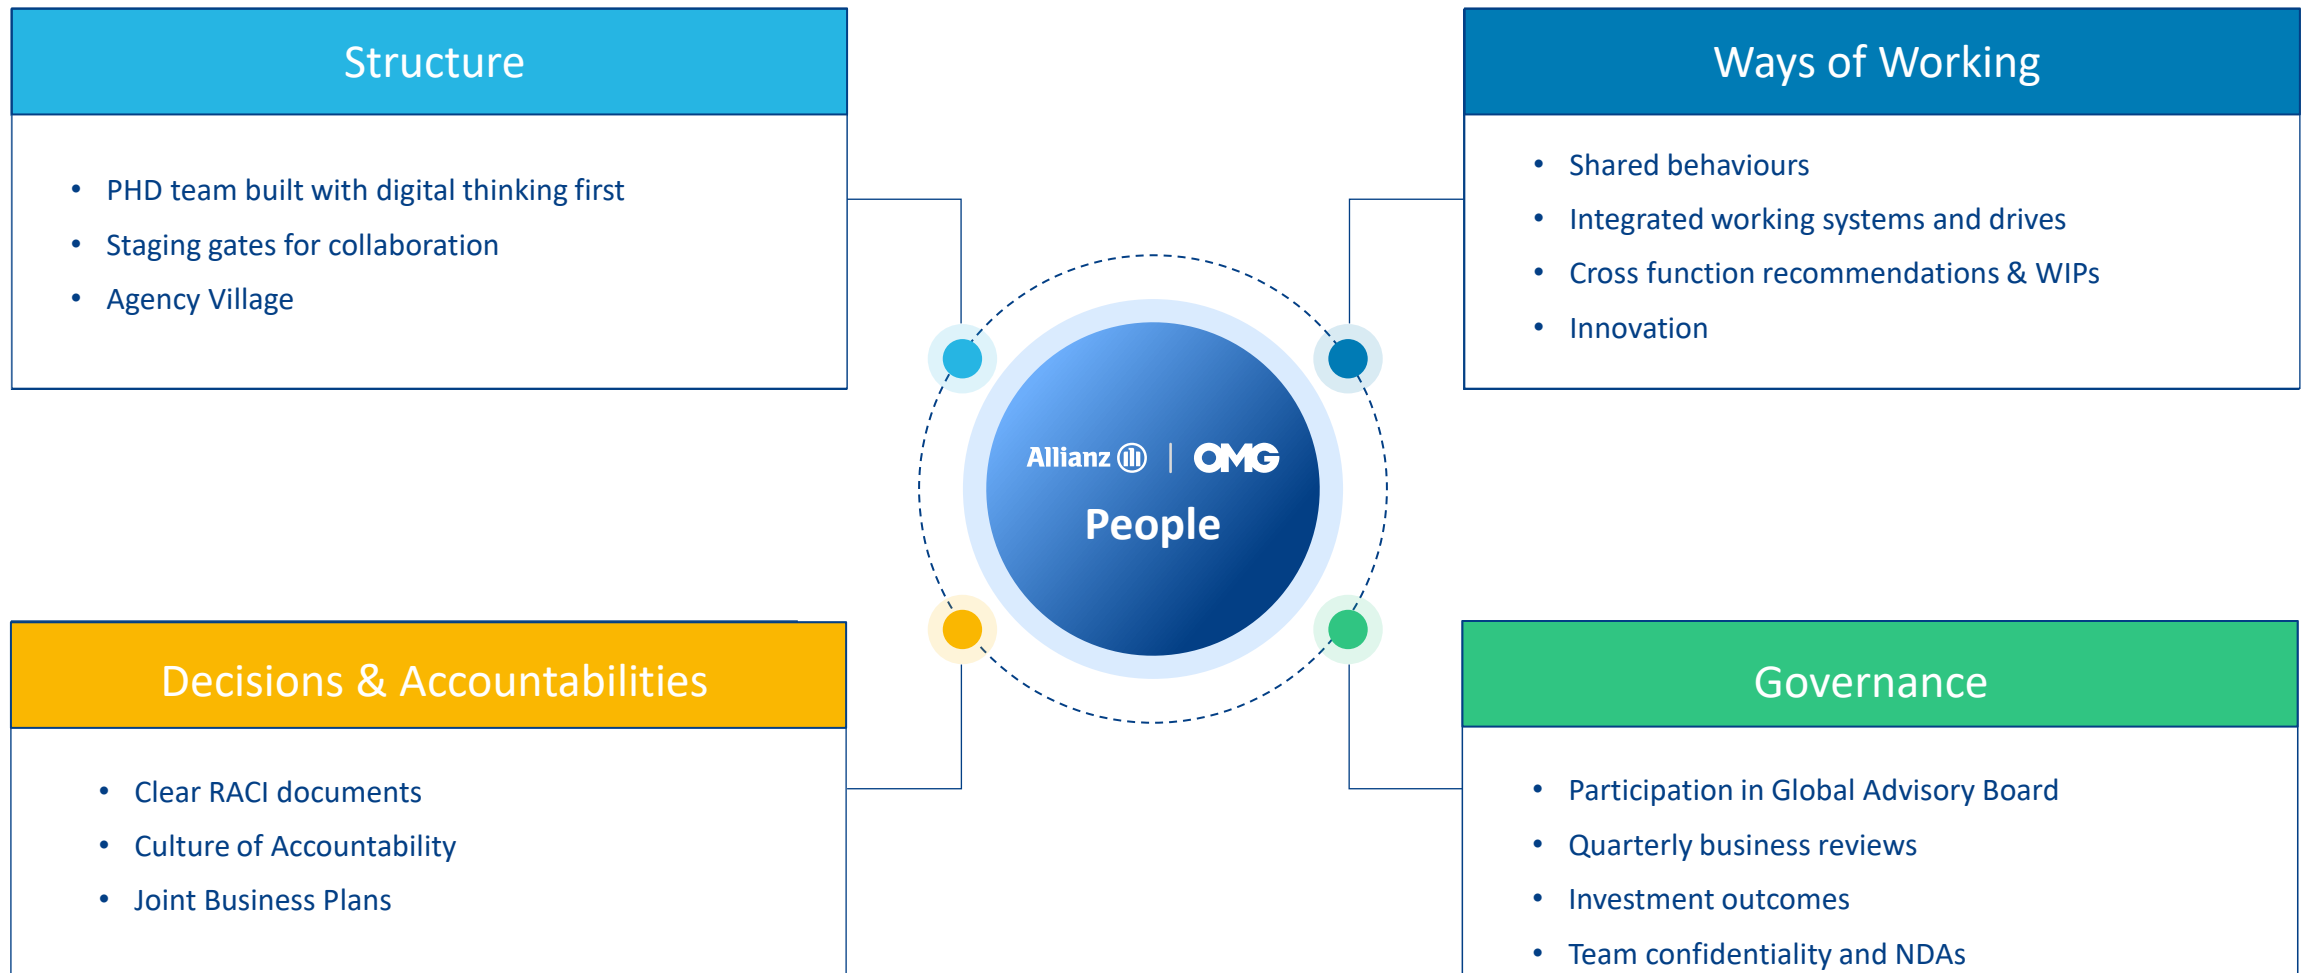 Structure
• PHD team built with digital thinking first
• Staging gates for collaboration
• Agency Village
Ways of Working
• Shared behaviours
• Integrated working systems and drives
• Cross function recommendations & WIPs
• Innovation
Allianz | OMG
People
Decisions & Accountabilities
• Clear RACI documents
• Culture of Accountability
• Joint Business Plans
Governance
• Participation in Global Advisory Board
• Quarterly business reviews
• Investment outcomes
• Team confidentiality and NDAs